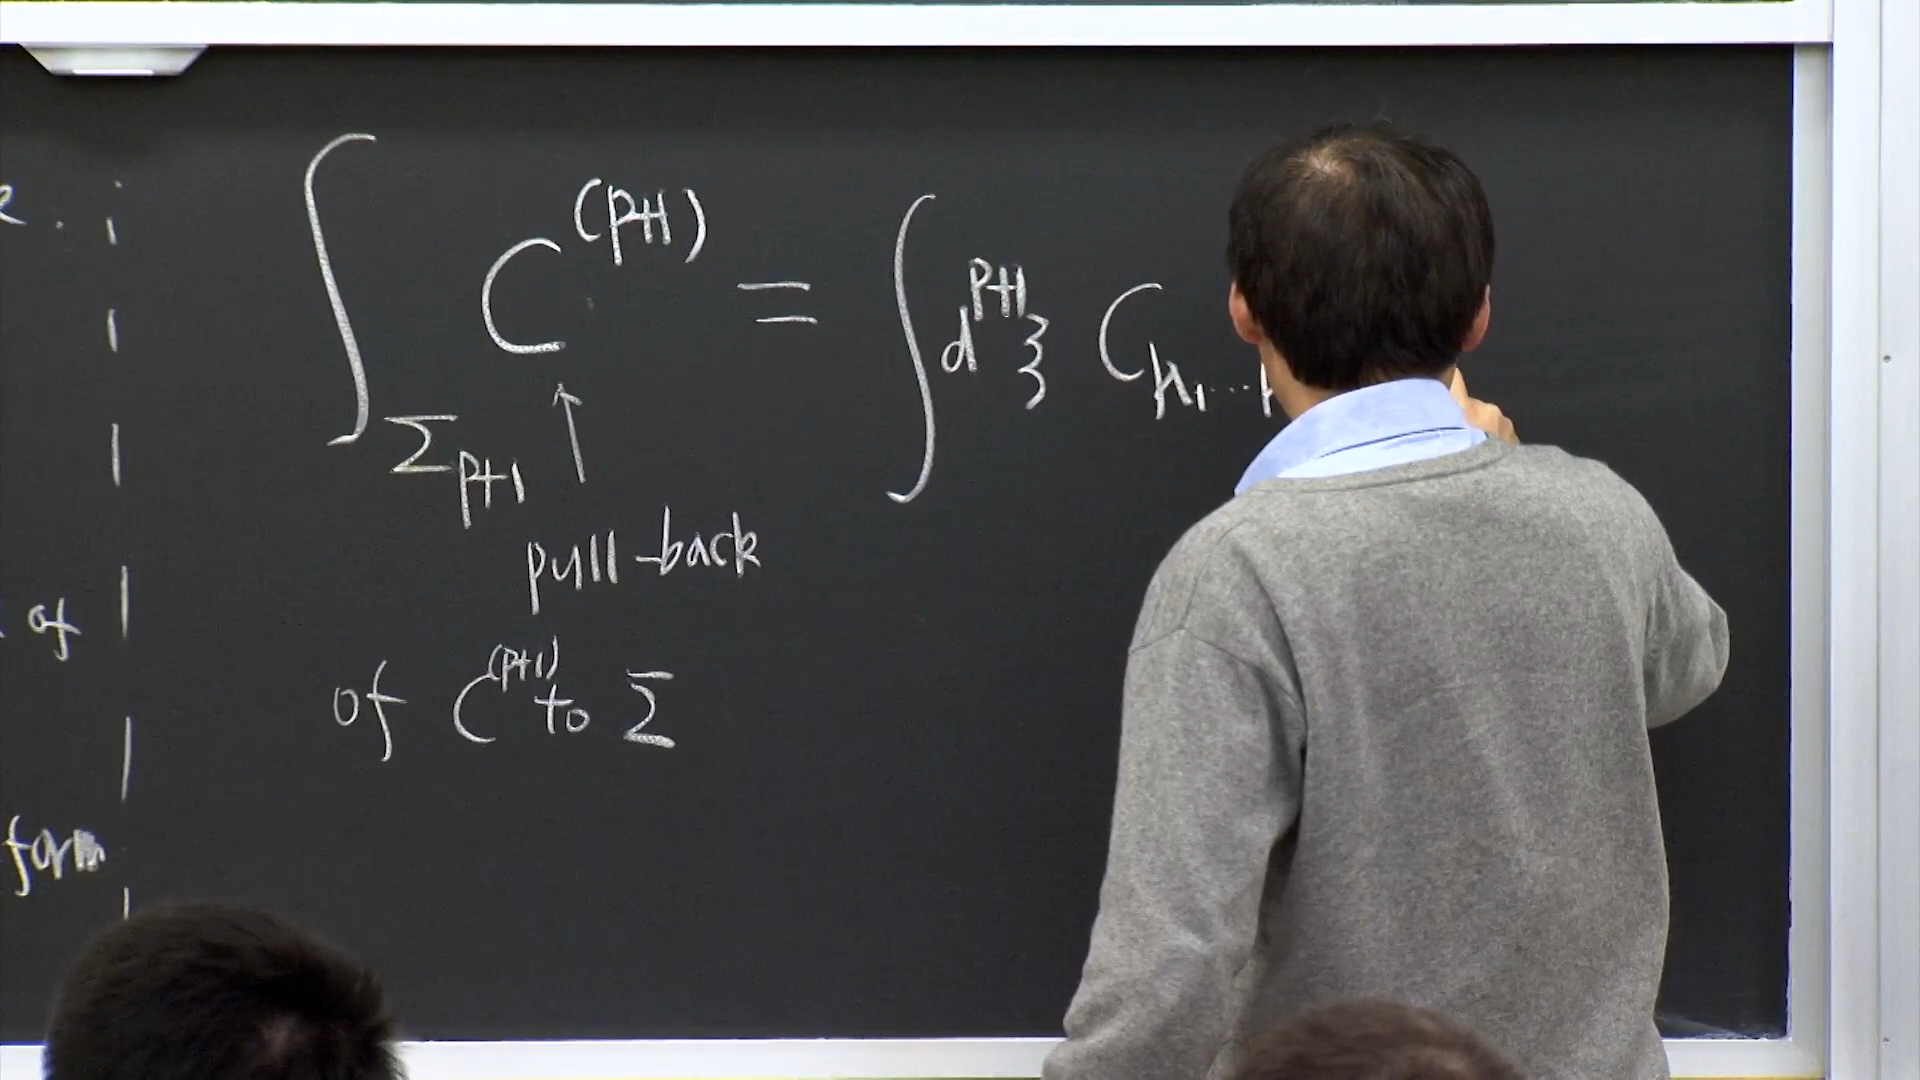 ∫_{Σ_{p+1}} C^{(p+1)} = ∫ d^{p+1}ξ C_{μ_1 ...
↑
pull-back
of C^{(p+1)} to Σ
of
form